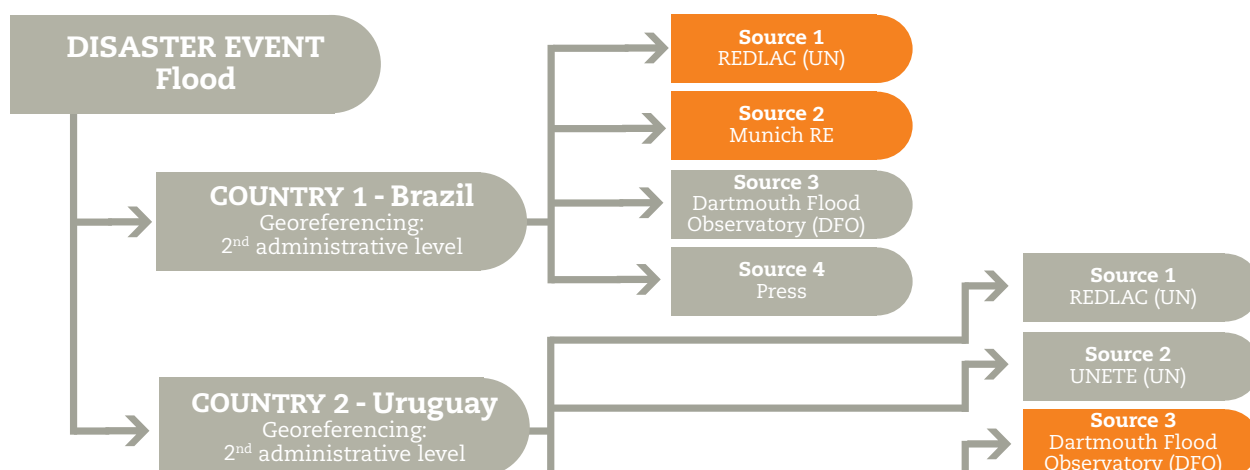 DISASTER EVENT
Flood
COUNTRY 1 - Brazil
Georeferencing:
2nd administrative level
Source 1
REDLAC (UN)
Source 2
Munich RE
Source 3
Dartmouth Flood
Observatory (DFO)
Source 4
Press
COUNTRY 2 - Uruguay
Georeferencing:
2nd administrative level
Source 1
REDLAC (UN)
Source 2
UNETE (UN)
Source 3
Dartmouth Flood
Observatory (DFO)